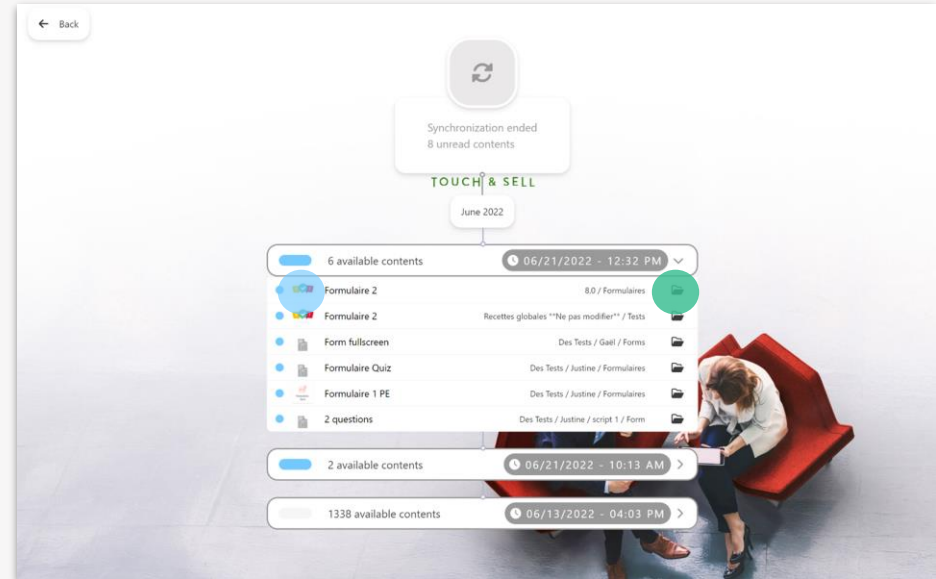 Back
Synchronization ended
8 unread contents
TOUCH & SELL
June 2022
6 available contents 06/21/2022 - 12:32 PM
Formulaire 2 8.0 / Formulaires
Formulaire 2 Recettes globales **Ne pas modifier** / Tests
Form fullscreen Des Tests / Gaël / Forms
Formulaire Quiz Des Tests / Justine / Formulaires
Formulaire 1 PE Des Tests / Justine / Formulaires
2 questions Des Tests / Justine / script 1 / Form
2 available contents 06/21/2022 - 10:13 AM
1338 available contents 06/13/2022 - 04:03 PM